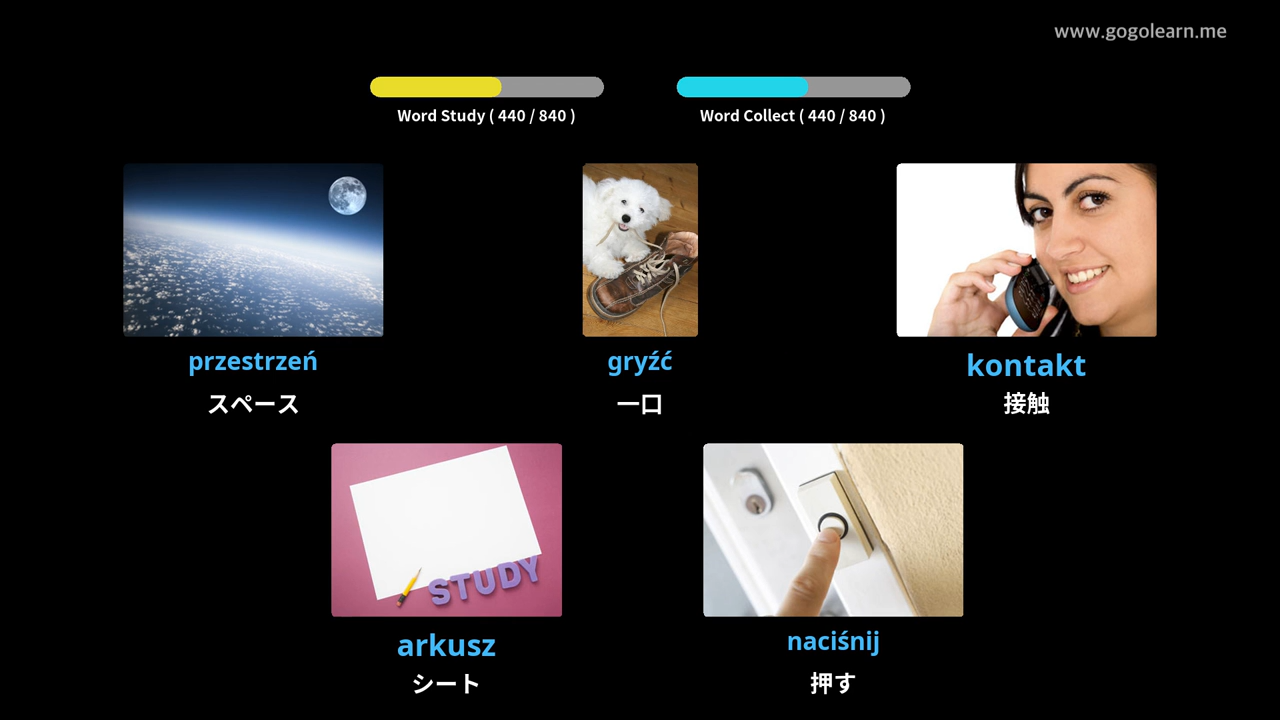 www.gogolearn.me
Word Study ( 440 / 840 )
Word Collect ( 440 / 840 )
przestrzeń
スペース
gryźć
一口
kontakt
接触
STUDY
arkusz
シート
naciśnij
押す